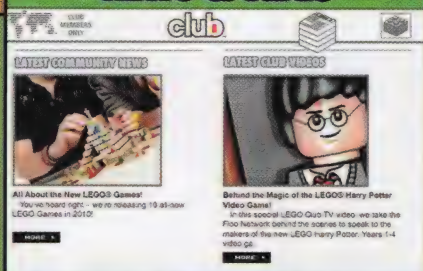 CLUB
MEMBERS
ONLY
club
LATEST COMMUNITY NEWS
LATEST CLUB VIDEOS
All About the New LEGO® Games!
You heard right - we're releasing 10 all-new
LEGO Games in 2010!
MORE
Behind the Magic of the LEGO® Harry Potter
Video Game!
In this special LEGO Club TV video, we take the
Floo Network behind the scenes to speak to the
makers of the new LEGO Harry Potter: Years 1-4
video ga
MORE